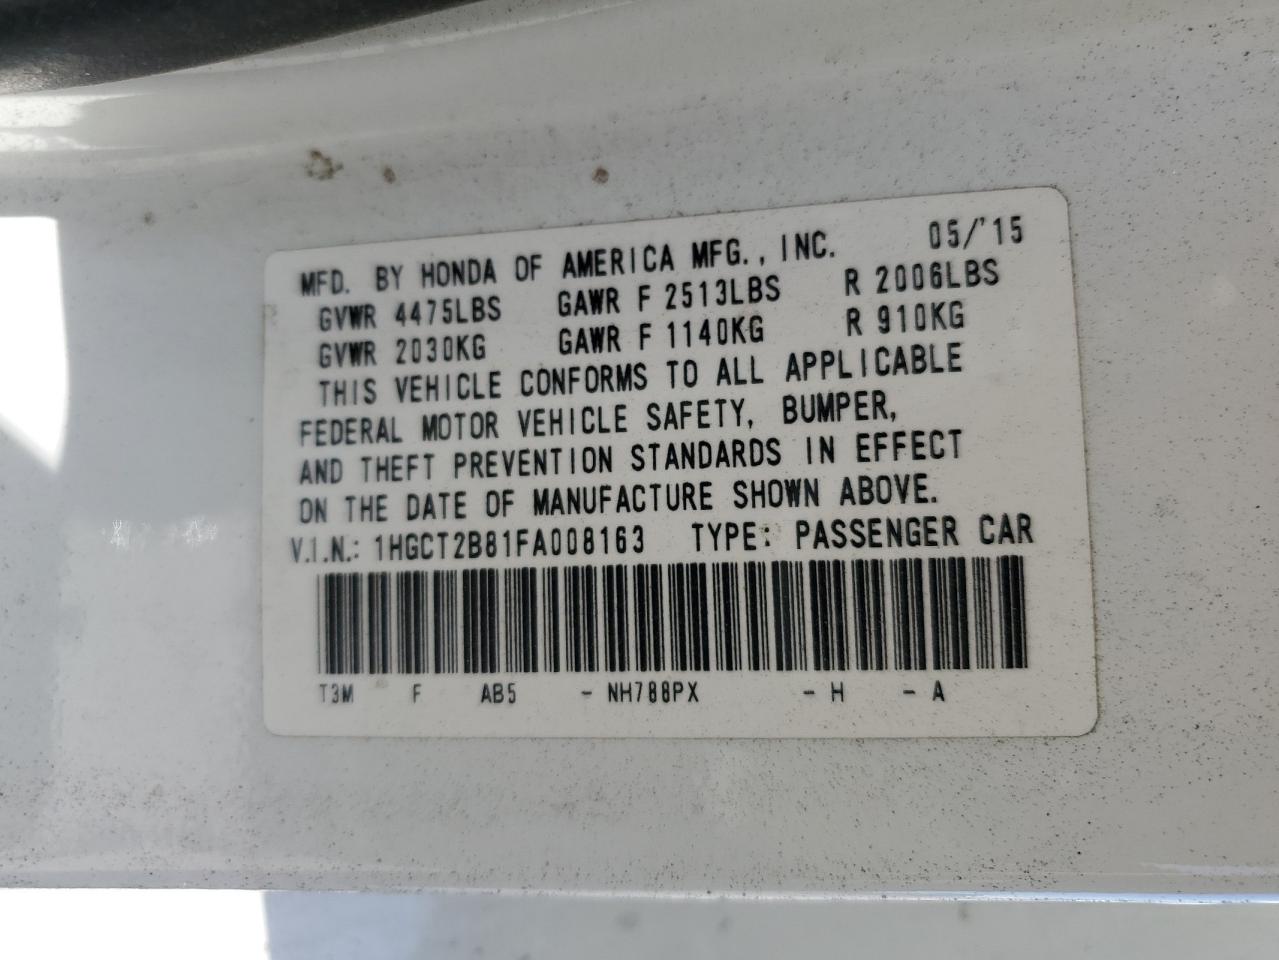 MFD. BY HONDA OF AMERICA MFG., INC. 05/'15
GVWR 4475LBS GAWR F 2513LBS R 2006LBS
GVWR 2030KG GAWR F 1140KG R 910KG
THIS VEHICLE CONFORMS TO ALL APPLICABLE
FEDERAL MOTOR VEHICLE SAFETY, BUMPER,
AND THEFT PREVENTION STANDARDS IN EFFECT
ON THE DATE OF MANUFACTURE SHOWN ABOVE.
V.I.N.: 1HGCT2B81FA008163 TYPE: PASSENGER CAR
T3M F AB5 - NH788PX - H - A